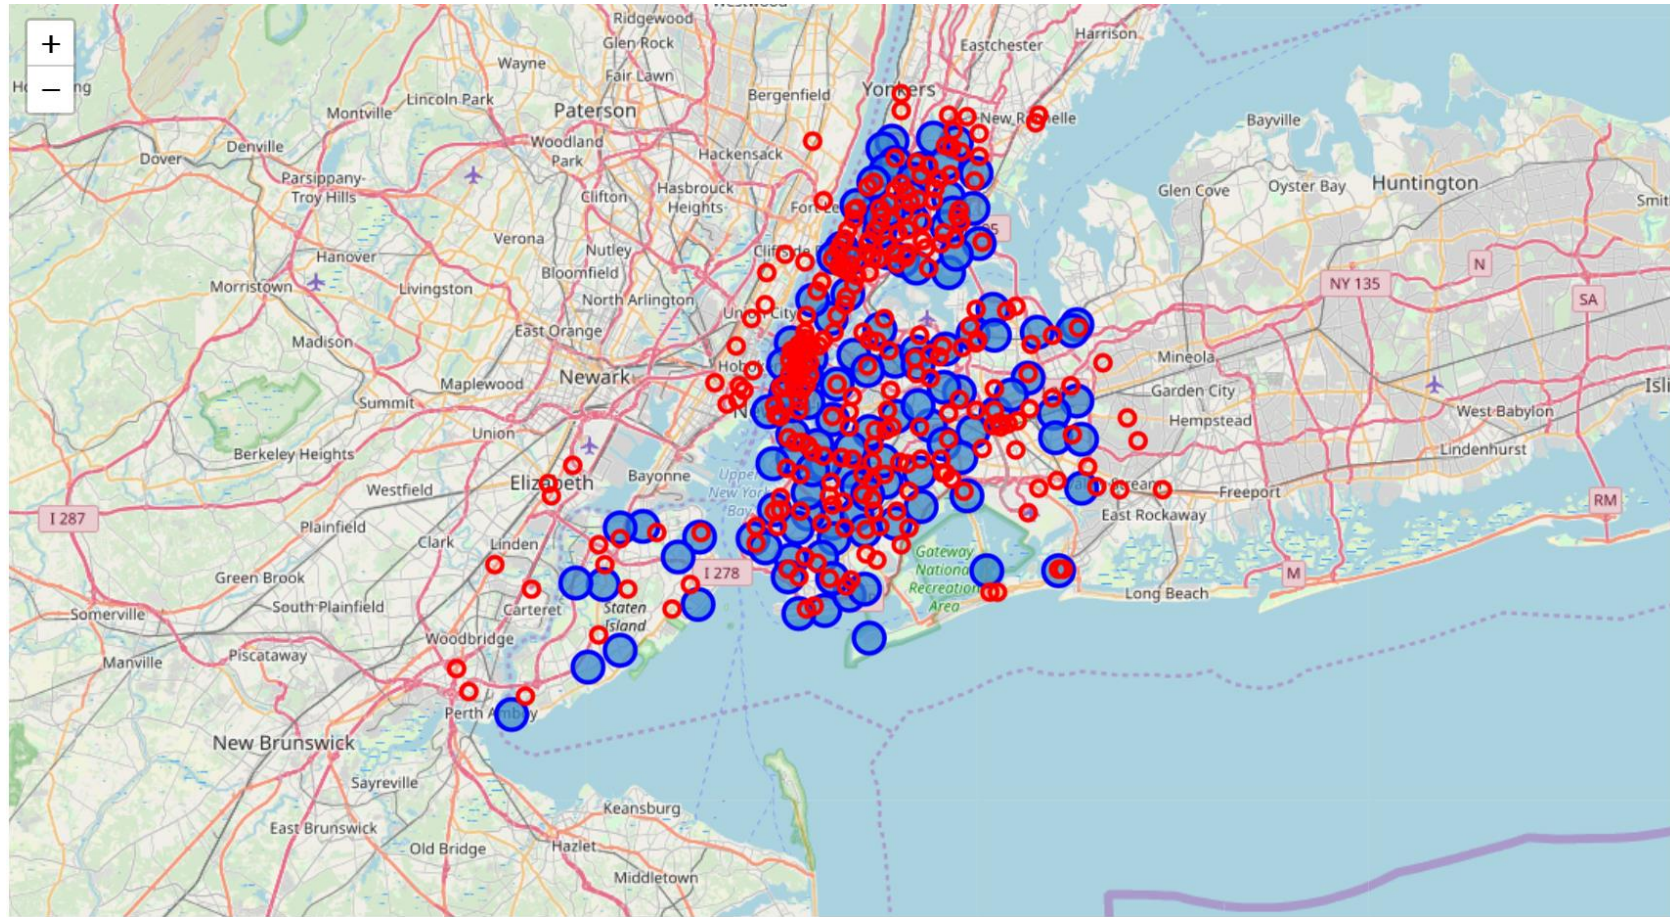 +
−
Ridgewood
Glen Rock
Eastchester
Harrison
Wayne
Fair Lawn
Yonkers
Lincoln Park
Bergenfield
Montville
Paterson
New Rochelle
Bayville
Denville
Woodland
Park
Hackensack
Dover
Parsippany-
Troy Hills
Clifton
Hasbrouck
Heights
Glen Cove
Oyster Bay
Huntington
Verona
Nutley
Hanover
Bloomfield
N
NY 135
Morristown
Livingston
North Arlington
SA
East Orange
Madison
Mineola
Newark
Maplewood
Garden City
Summit
Hempstead
West Babylon
Union
Lindenhurst
Berkeley Heights
Bayonne
Upper
New York
Bay
Elizabeth
Westfield
Freeport
RM
I 287
Plainfield
East Rockaway
Clark
Linden
Gateway
National
Recreation
Area
I 278
M
Green Brook
Long Beach
Somerville
South Plainfield
Carteret
Staten
Island
Woodbridge
Piscataway
Manville
Perth Amboy
New Brunswick
Sayreville
Keansburg
East Brunswick
Old Bridge
Hazlet
Middletown